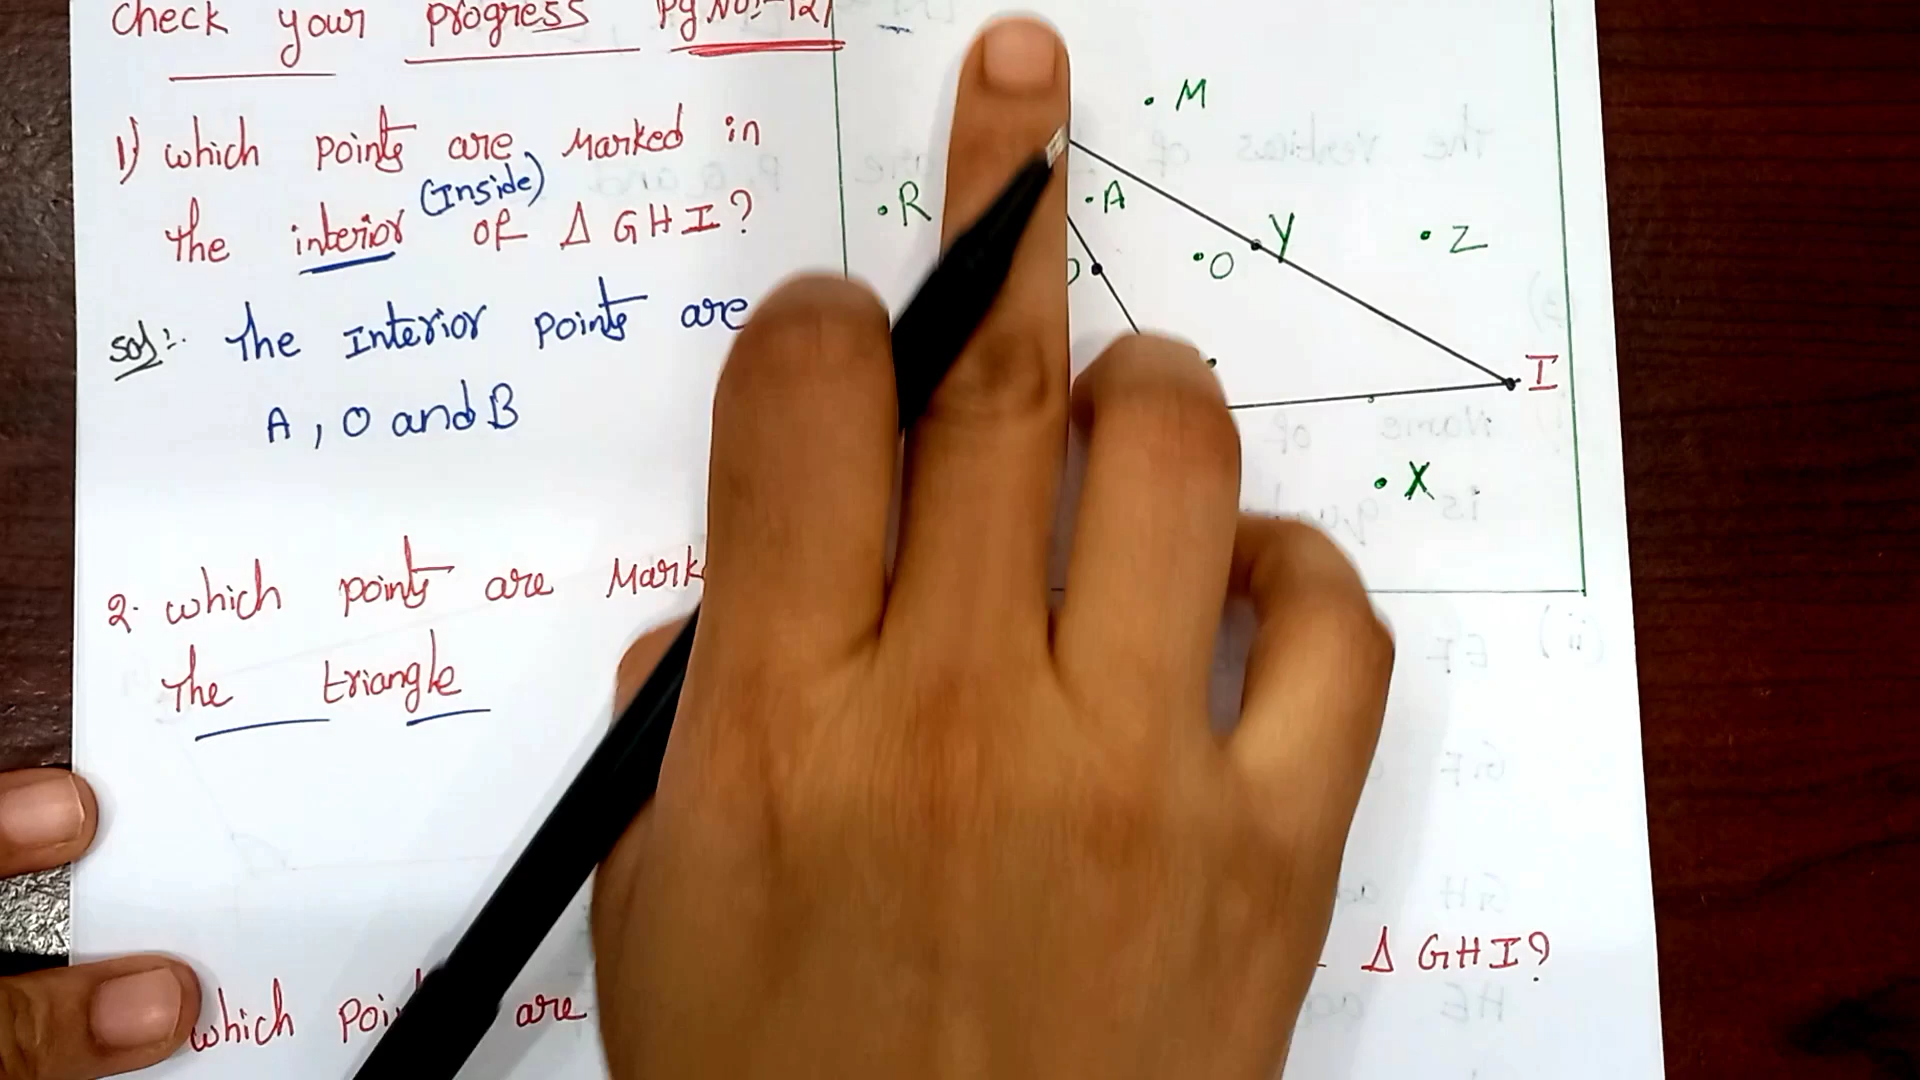 Check your progress Pg No:- 121
1) which points are Marked in
(Inside)
the interior of Δ G H I?
Sol:- The Interior points are
A, O and B
2. which points are Mark
the triangle
which poi are
Δ GHI?
M
R
A
Y
O
Z
I
X